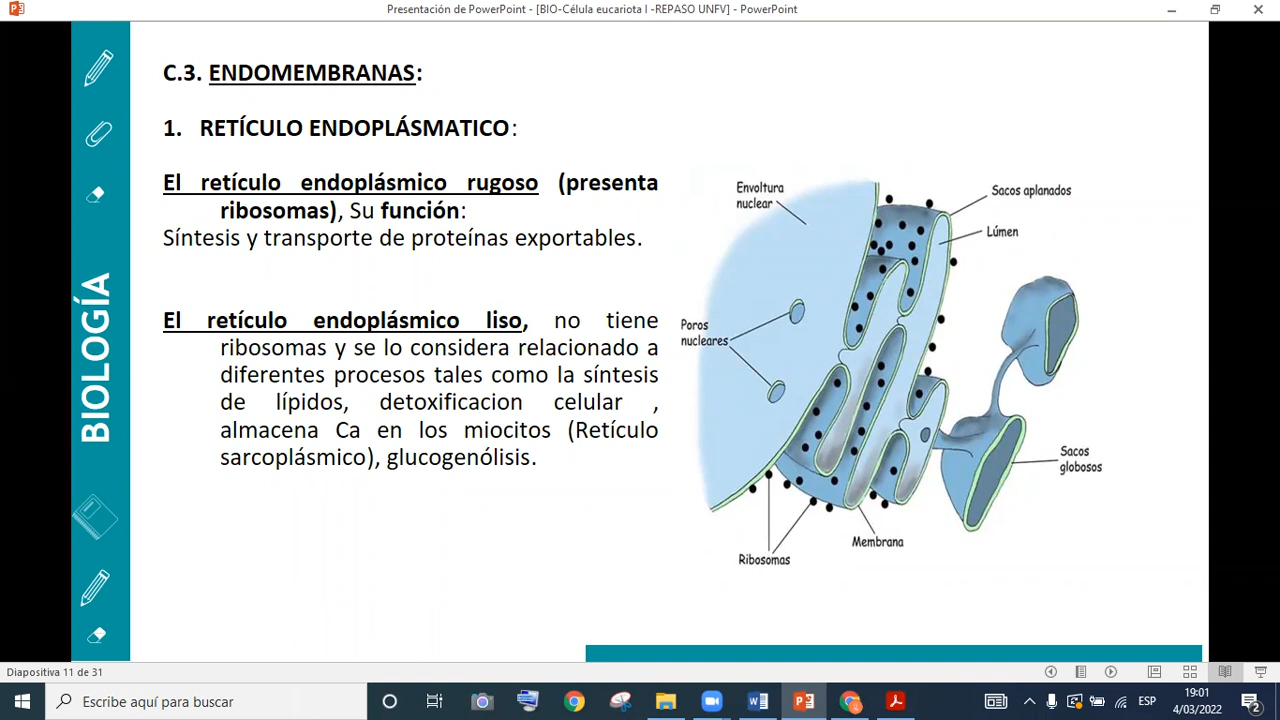 Presentación de PowerPoint - [BIO-Célula eucariota I -REPASO UNFV] - PowerPoint
BIOLOGÍA
C.3. ENDOMEMBRANAS:
1. RETÍCULO ENDOPLÁSMATICO:
El retículo endoplásmico rugoso (presenta
ribosomas), Su función:
Síntesis y transporte de proteínas exportables.
El retículo endoplásmico liso, no tiene
ribosomas y se lo considera relacionado a
diferentes procesos tales como la síntesis
de lípidos, detoxificacion celular ,
almacena Ca en los miocitos (Retículo
sarcoplásmico), glucogenólisis.
Envoltura
nuclear
Sacos aplanados
Lúmen
Poros
nucleares
Sacos
globosos
Membrana
Ribosomas
Diapositiva 11 de 31
Escribe aquí para buscar
ESP
19:01
4/03/2022
2